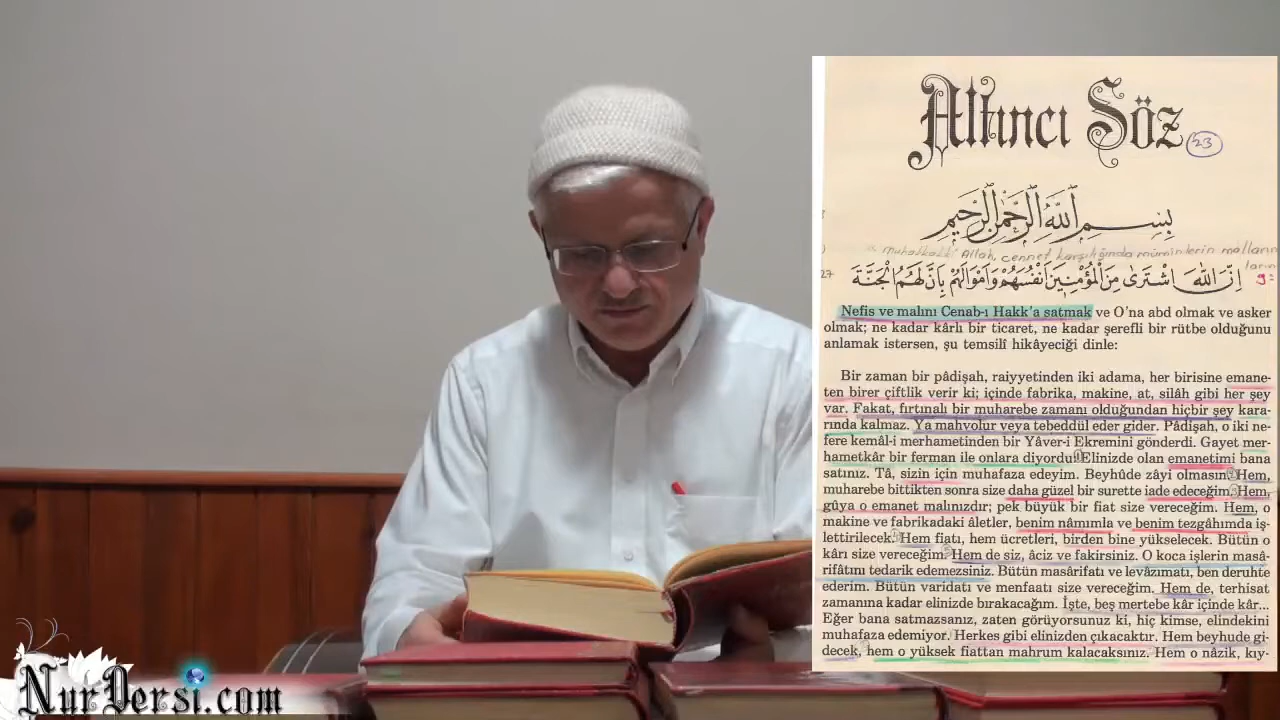 Altıncı Söz
23
بِسْمِ اللّٰهِ الرَّحْمٰنِ الرَّحِيمِ
muhakkakki Allah, cennet karşılığında mü'minlerin malların
27
اِنَّ اللّٰهَ اشْتَرٰى مِنَ الْمُؤْمِنِينَ اَنْفُسَهُمْ وَاَمْوَالَهُمْ بِاَنَّ لَهُمُ الْجَنَّةَ
Nefis ve malını Cenab-ı Hakk'a satmak ve O'na abd olmak ve asker
olmak; ne kadar kârlı bir ticaret, ne kadar şerefli bir rütbe olduğunu
anlamak istersen, şu temsilî hikâyeciği dinle:
Bir zaman bir pâdişah, raiyyetinden iki adama, her birisine emane-
ten birer çiftlik verir ki; içinde fabrika, makine, at, silâh gibi her şey
var. Fakat, fırtınalı bir muharebe zamanı olduğundan hiçbir şey kara-
rında kalmaz. Ya mahvolur veya tebeddül eder gider. Pâdişah, o iki ne-
fere kemâl-i merhametinden bir Yâver-i Ekremini gönderdi. Gayet mer-
hametkâr bir ferman ile onlara diyordu: Elinizde olan emanetimi bana
satınız. Tâ, sizin için muhafaza edeyim. Beyhûde zâyi olmasın. Hem,
muharebe bittikten sonra size daha güzel bir surette iade edeceğim. Hem,
gûya o emanet malınızdır; pek büyük bir fiat size vereceğim. Hem, o
makine ve fabrikadaki âletler, benim nâmımla ve benim tezgâhımda iş-
lettirilecek. Hem fiatı, hem ücretleri, birden bine yükselecek. Bütün o
kârı size vereceğim. Hem de siz, âciz ve fakirsiniz. O koca işlerin masâ-
rifâtını tedarik edemezsiniz. Bütün masârifatı ve levâzımatı, ben deruhte
ederim. Bütün varidatı ve menfaatı size vereceğim. Hem de, terhisat
zamanına kadar elinizde bırakacağım. İşte, beş mertebe kâr içinde kâr...
Eğer bana satmazsanız, zaten görüyorsunuz ki, hiç kimse, elindekini
muhafaza edemiyor. Herkes gibi elinizden çıkacaktır. Hem beyhude gi-
decek, hem o yüksek fiattan mahrum kalacaksınız. Hem o nâzik, kıy-
NurDersi.com